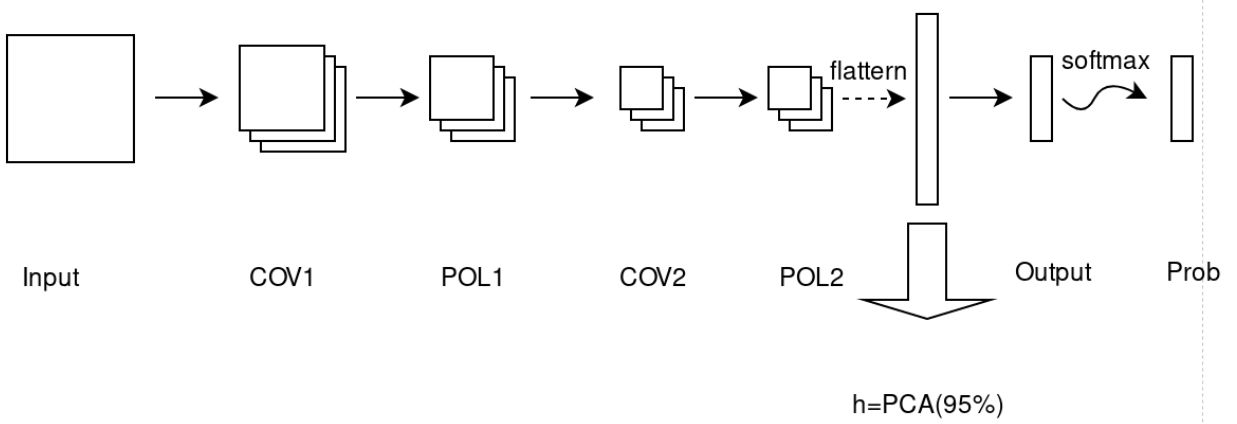 flattern
softmax
Input
COV1
POL1
COV2
POL2
Output
Prob
h=PCA(95%)